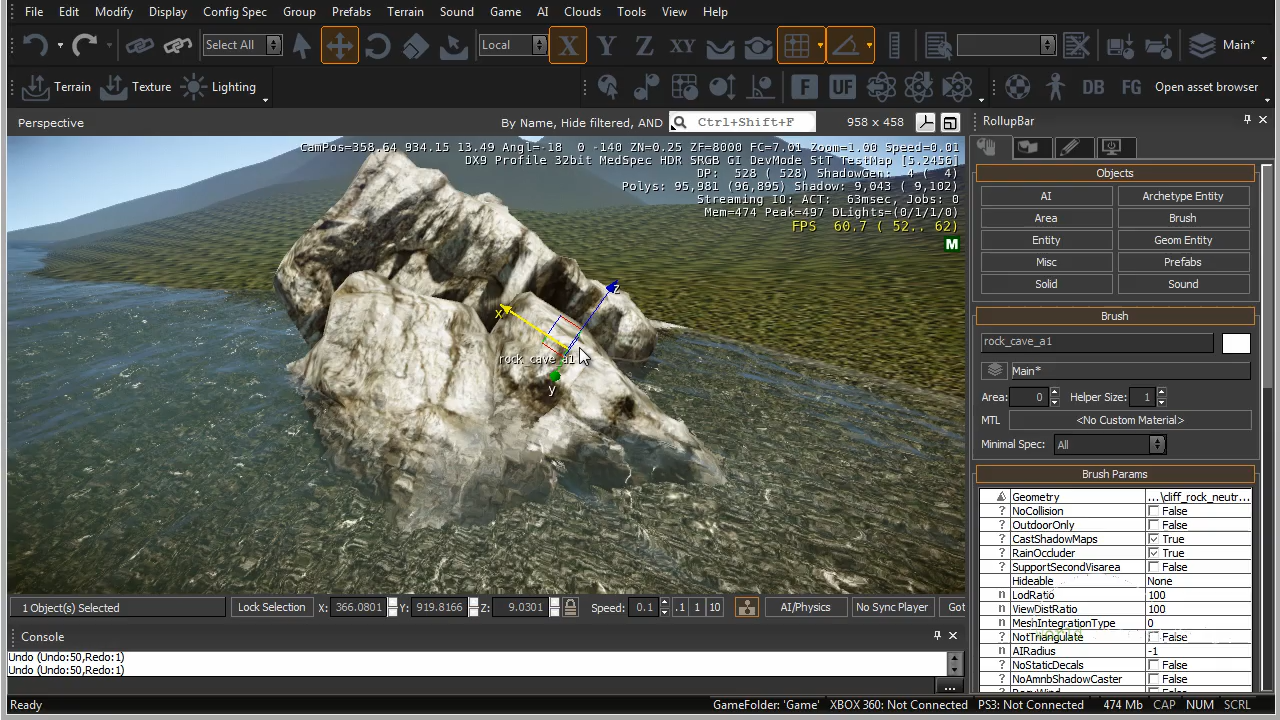 File Edit Modify Display Config Spec Group Prefabs Terrain Sound Game AI Clouds Tools View Help
Select All Local X Y Z XY Main*
Terrain Texture Lighting F UF DB FG Open asset browser
Perspective By Name, Hide filtered, AND Ctrl+Shift+F 958 x 458
RollupBar
CamPos=358.64 934.15 13.49 Angl=-18 0 -140 ZN=0.25 ZF=8000 FC=7.01 Zoom=1.00 Speed=0.01
DX9 Profile 32bit MedSpec HDR SRGB GI DevMode StT TestMap [5.2456]
DP: 528 ( 528) ShadowGen: 4 ( 4)
Polys: 95,981 (96,895) Shadow: 9,043 ( 9,102)
Streaming IO: ACT: 63msec, Jobs: 0
Mem=474 Peak=497 DLights=(0/1/1/0)
FPS 60.7 ( 52.. 62)
M
z
x
rock_cave_a1
y
Objects
AI Archetype Entity
Area Brush
Entity Geom Entity
Misc Prefabs
Solid Sound
Brush
rock_cave_a1
Main*
Area: 0 Helper Size: 1
MTL <No Custom Material>
Minimal Spec: All
Brush Params
Geometry ...\cliff_rock_neutr...
? NoCollision False
? OutdoorOnly False
? CastShadowMaps True
? RainOccluder True
? SupportSecondVisarea False
Hideable None
n LodRatio 100
n ViewDistRatio 100
n MeshIntegrationType 0
? NotTriangulate False
n AIRadius -1
? NoStaticDecals False
? NoAmnbShadowCaster False
1 Object(s) Selected Lock Selection X: 366.0801 Y: 919.8166 Z: 9.0301 Speed: 0.1 .1 1 10 AI/Physics No Sync Player Got
Console
Undo (Undo:50,Redo:1)
Undo (Undo:50,Redo:1)
...
Ready GameFolder: 'Game' XBOX 360: Not Connected PS3: Not Connected 474 Mb CAP NUM SCRL